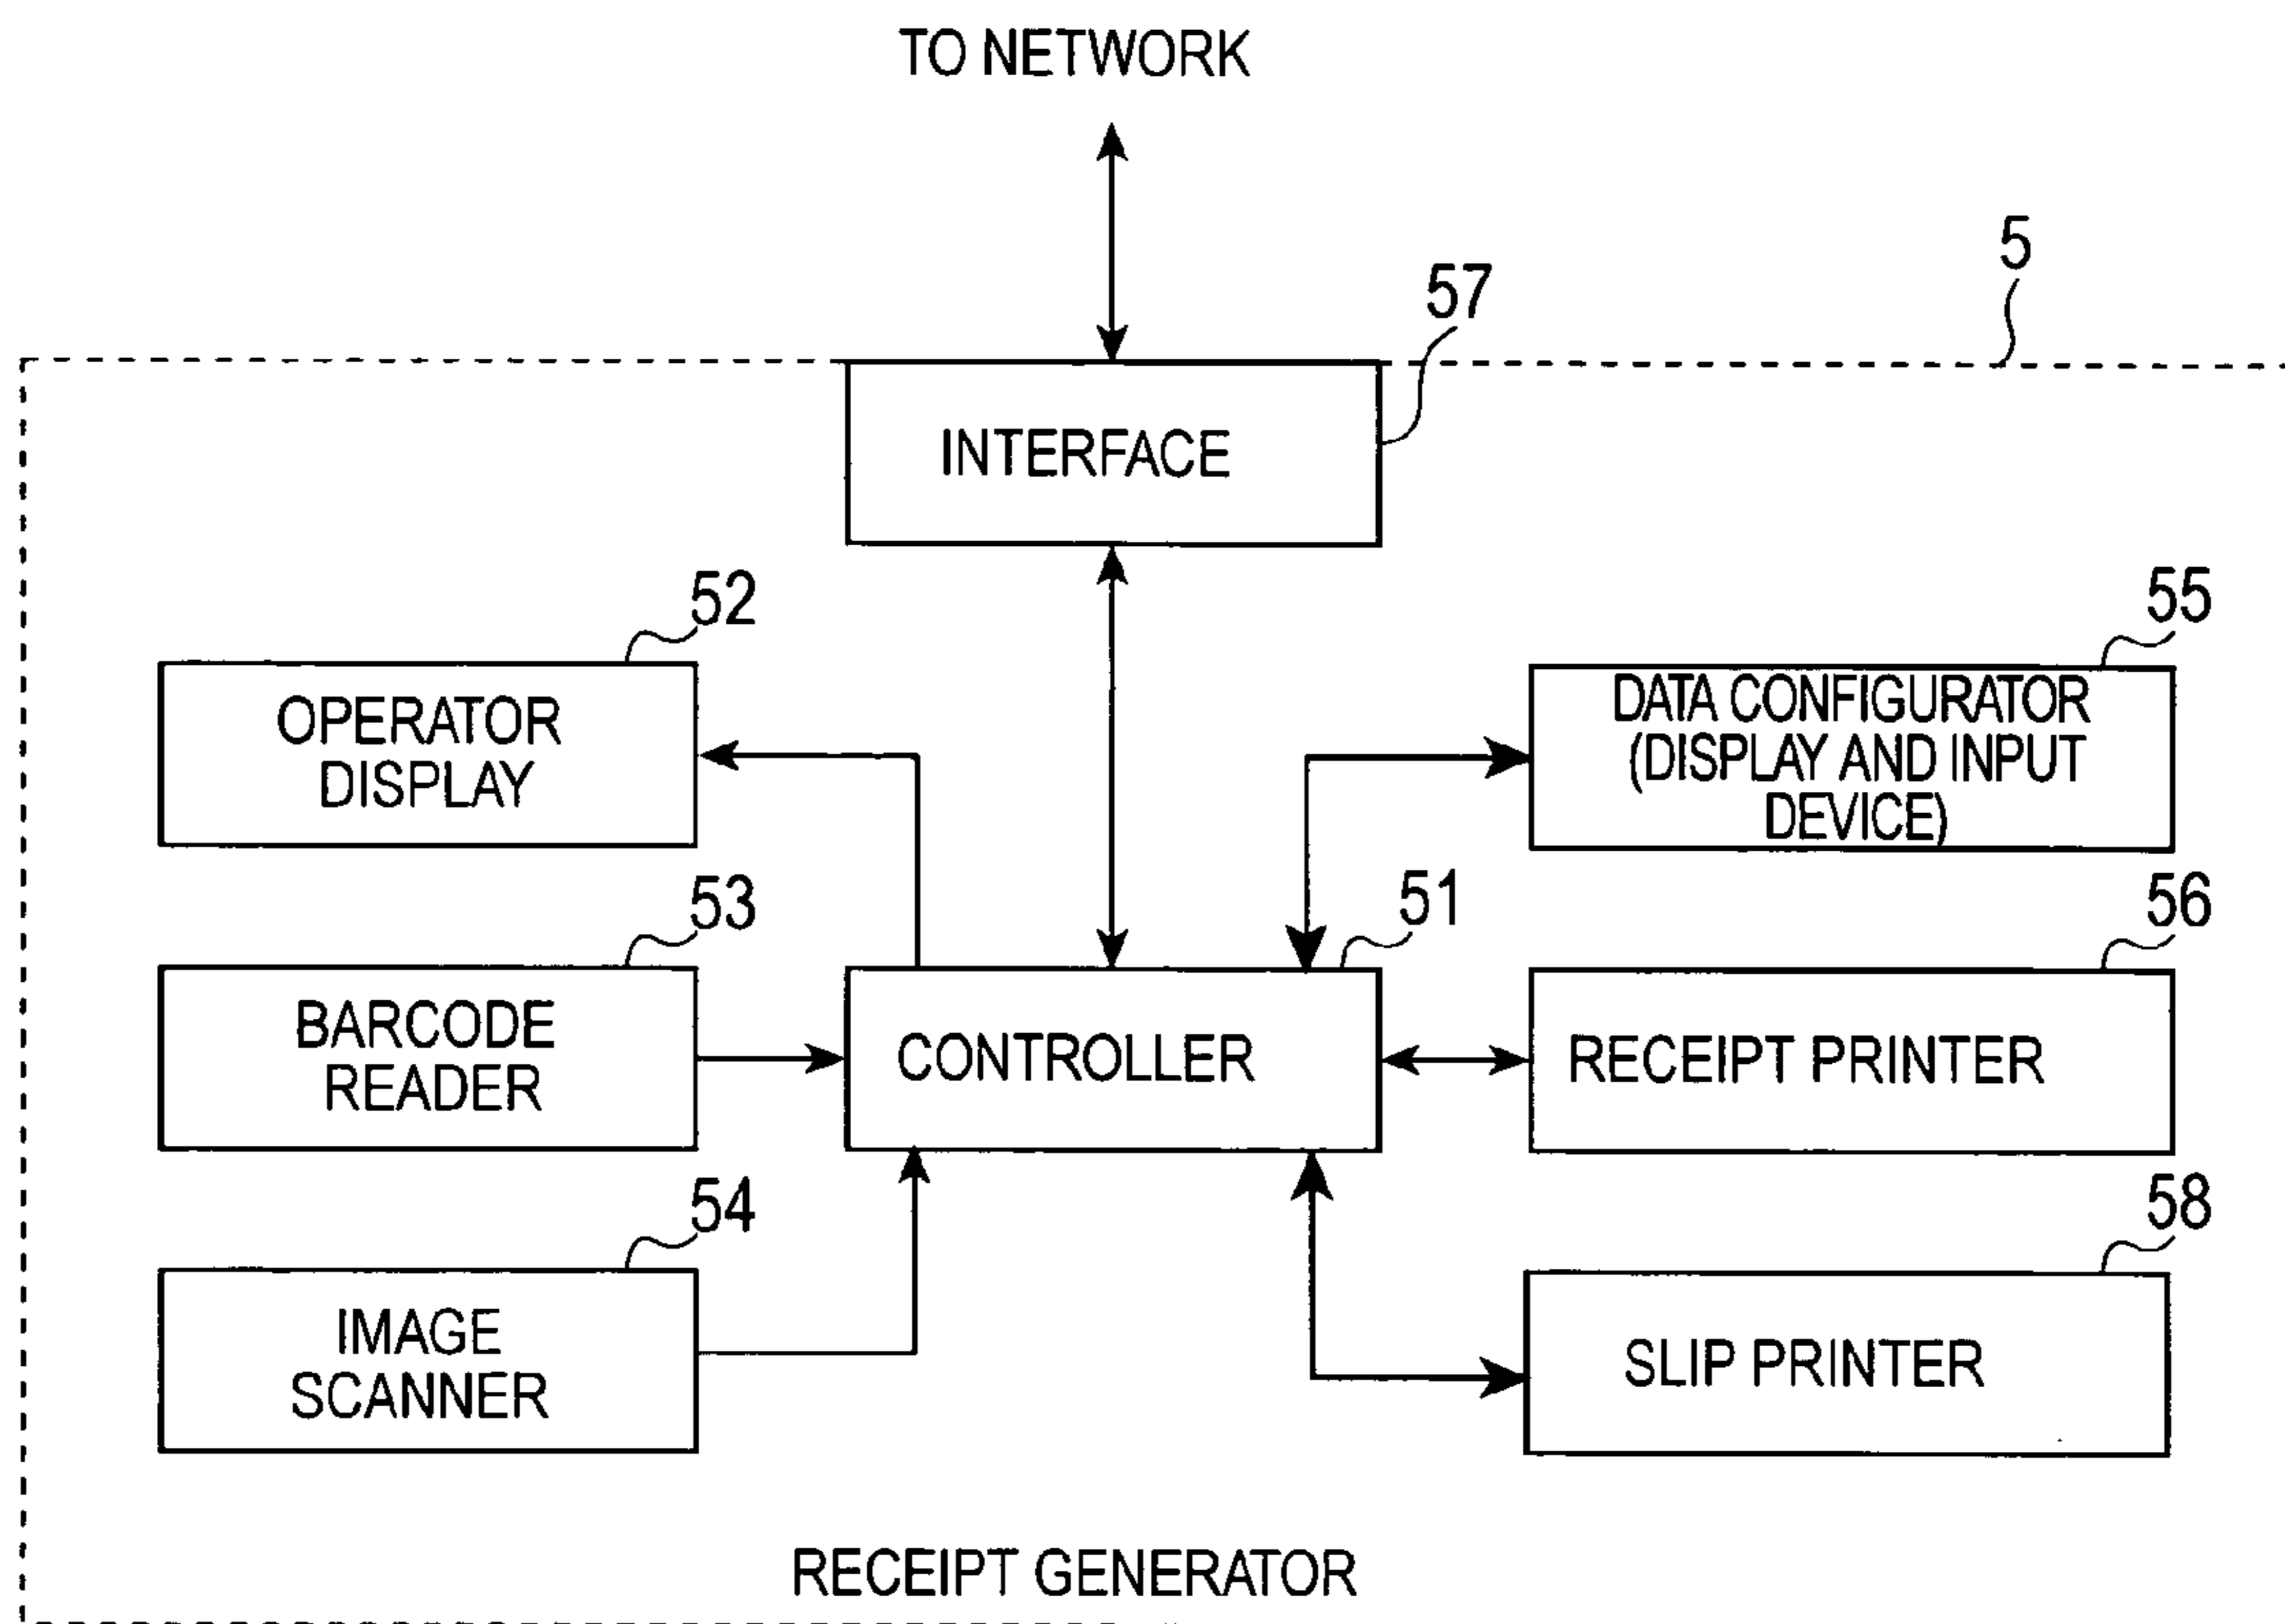 TO NETWORK
5
57
INTERFACE
52
55
OPERATOR
DISPLAY
DATA CONFIGURATOR
(DISPLAY AND INPUT
DEVICE)
53
51
56
BARCODE
READER
CONTROLLER
RECEIPT PRINTER
54
58
IMAGE
SCANNER
SLIP PRINTER
RECEIPT GENERATOR